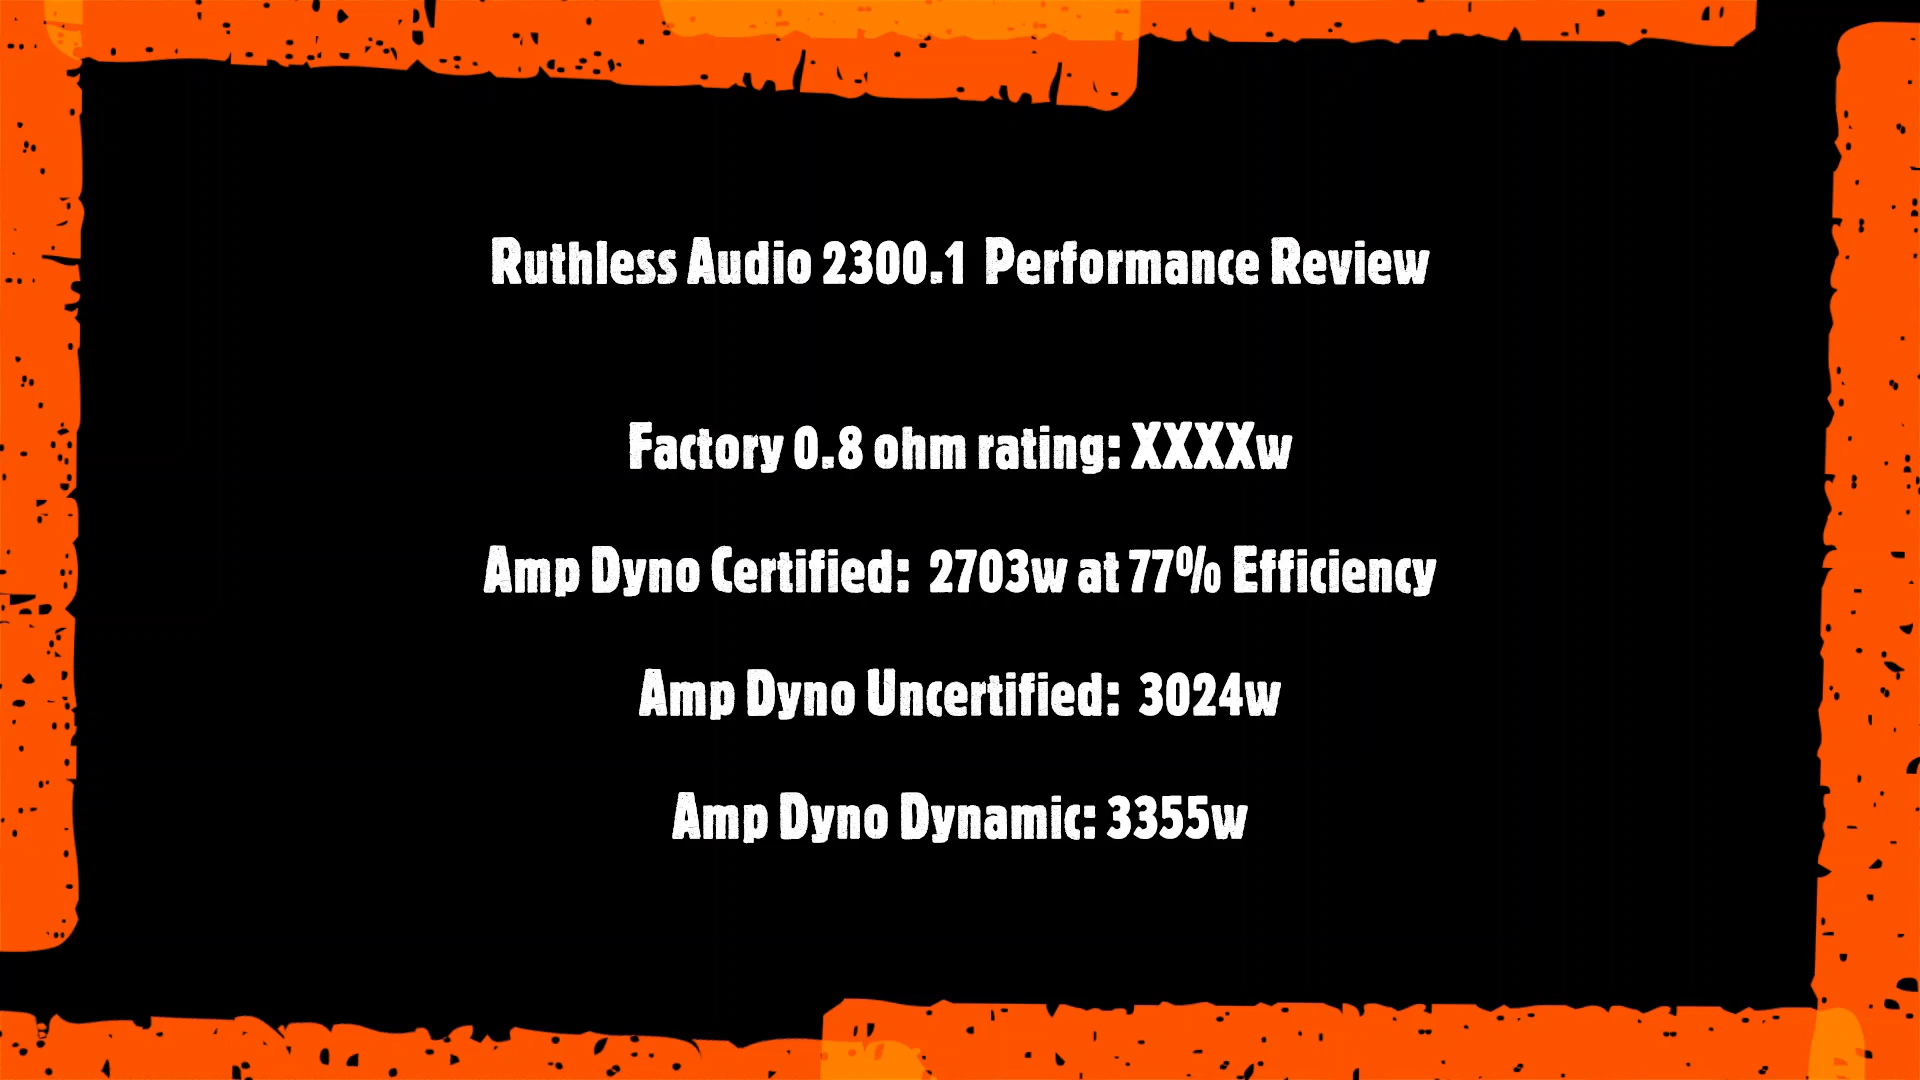 Ruthless Audio 2300.1 Performance Review
Factory 0.8 ohm rating: XXXXw
Amp Dyno Certified: 2703w at 77% Efficiency
Amp Dyno Uncertified: 3024w
Amp Dyno Dynamic: 3355w